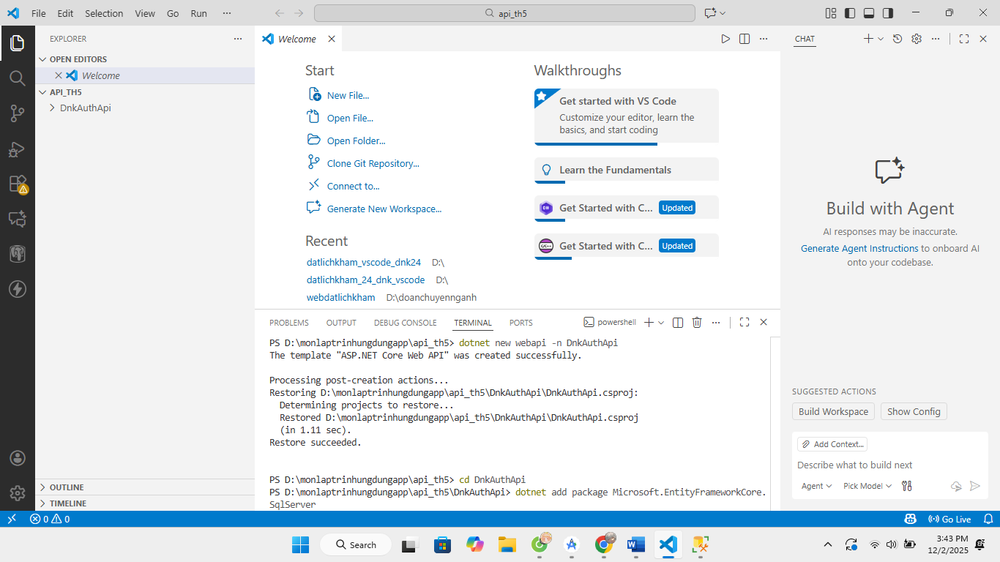 File Edit Selection View Go Run ···
api_th5
EXPLORER
OPEN EDITORS
Welcome
API_TH5
DnkAuthApi
OUTLINE
TIMELINE
Welcome
Start
New File...
Open File...
Open Folder...
Clone Git Repository...
Connect to...
Generate New Workspace...
Recent
datlichkham_vscode_dnk24 D:\
datlichkham_24_dnk_vscode D:\
webdatlichkham D:\doanchuyennganh
Walkthroughs
Get started with VS Code
Customize your editor, learn the
basics, and start coding
Learn the Fundamentals
Get Started with C... Updated
Get Started with C... Updated
PROBLEMS OUTPUT DEBUG CONSOLE TERMINAL PORTS
powershell
PS D:\monlaptrinhungdungapp\api_th5> dotnet new webapi -n DnkAuthApi
The template "ASP.NET Core Web API" was created successfully.
Processing post-creation actions...
Restoring D:\monlaptrinhungdungapp\api_th5\DnkAuthApi\DnkAuthApi.csproj:
Determining projects to restore...
Restored D:\monlaptrinhungdungapp\api_th5\DnkAuthApi\DnkAuthApi.csproj
(in 1.11 sec).
Restore succeeded.
PS D:\monlaptrinhungdungapp\api_th5> cd DnkAuthApi
PS D:\monlaptrinhungdungapp\api_th5\DnkAuthApi> dotnet add package Microsoft.EntityFrameworkCore.
SqlServer
CHAT
Build with Agent
AI responses may be inaccurate.
Generate Agent Instructions to onboard AI
onto your codebase.
SUGGESTED ACTIONS
Build Workspace Show Config
Add Context...
Describe what to build next
Agent Pick Model
0 0
Go Live
Search
3:43 PM
12/2/2025